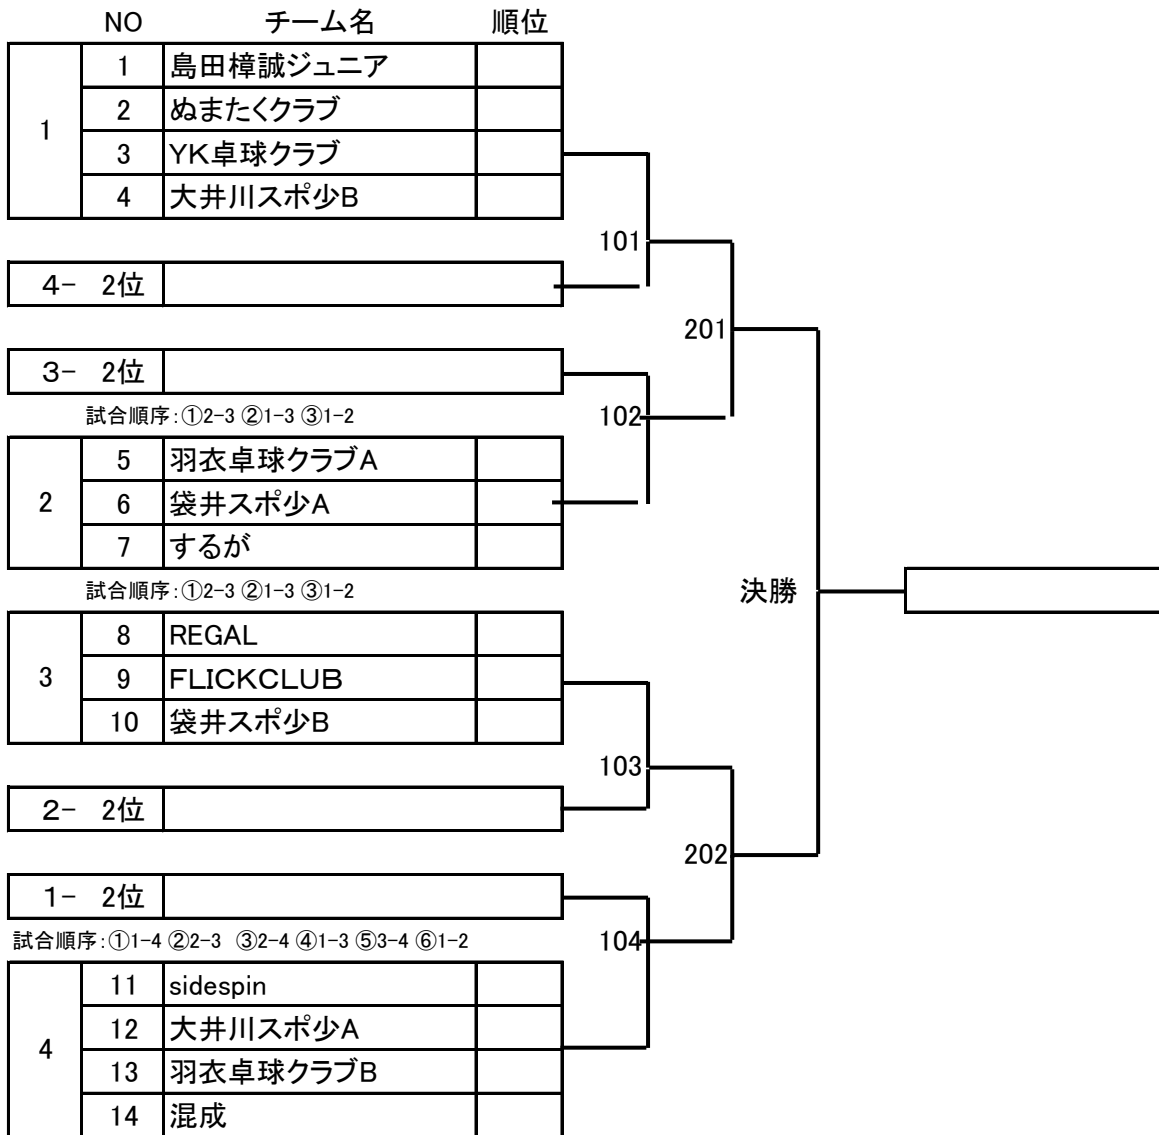 NO チーム名 順位
1 島田樟誠ジュニア
2 ぬまたくクラブ
1
3 YK卓球クラブ
4 大井川スポ少B
101
4- 2位
201
3- 2位
試合順序:①2-3 ②1-3 ③1-2
102
5 羽衣卓球クラブA
2 6 袋井スポ少A
7 するが
試合順序:①2-3 ②1-3 ③1-2
決勝
8 REGAL
3 9 FLICKCLUB
10 袋井スポ少B
103
2- 2位
202
1- 2位
試合順序:①1-4 ②2-3 ③2-4 ④1-3 ⑤3-4 ⑥1-2
104
11 sidespin
12 大井川スポ少A
4
13 羽衣卓球クラブB
14 混成